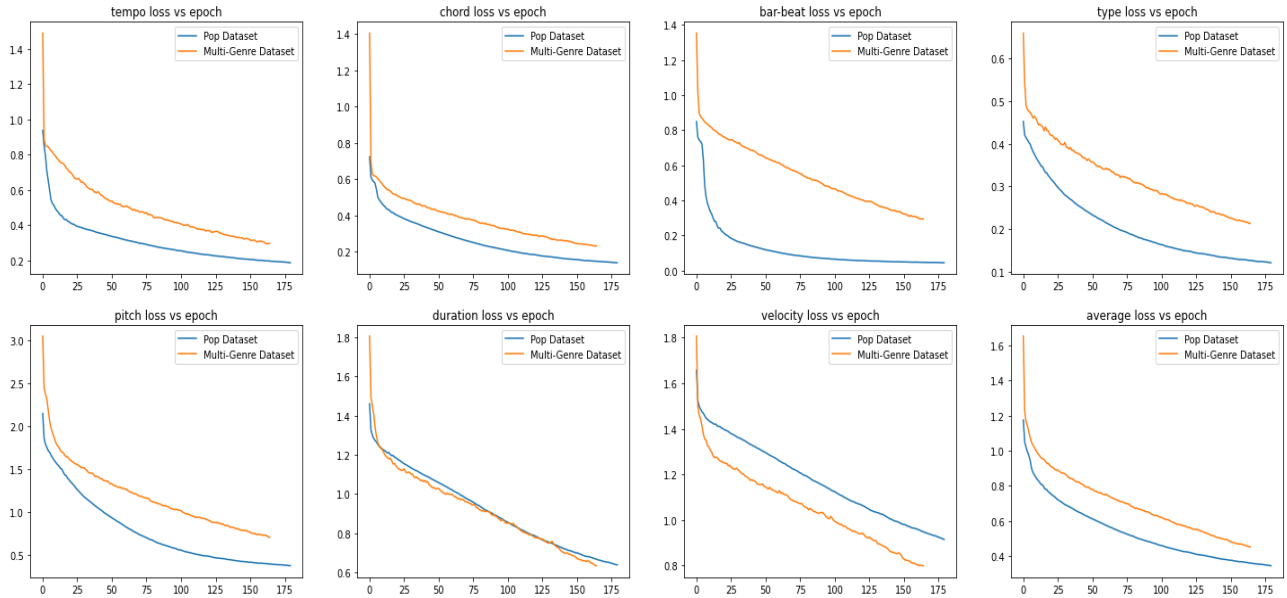 tempo loss vs epoch
Pop Dataset
Multi-Genre Dataset
1.4
1.2
1.0
0.8
0.6
0.4
0.2
0 25 50 75 100 125 150 175
chord loss vs epoch
Pop Dataset
Multi-Genre Dataset
1.4
1.2
1.0
0.8
0.6
0.4
0.2
0 25 50 75 100 125 150 175
bar-beat loss vs epoch
Pop Dataset
Multi-Genre Dataset
1.4
1.2
1.0
0.8
0.6
0.4
0.2
0.0
0 25 50 75 100 125 150 175
type loss vs epoch
Pop Dataset
Multi-Genre Dataset
0.6
0.5
0.4
0.3
0.2
0.1
0 25 50 75 100 125 150 175
pitch loss vs epoch
Pop Dataset
Multi-Genre Dataset
3.0
2.5
2.0
1.5
1.0
0.5
0 25 50 75 100 125 150 175
duration loss vs epoch
Pop Dataset
Multi-Genre Dataset
1.8
1.6
1.4
1.2
1.0
0.8
0.6
0 25 50 75 100 125 150 175
velocity loss vs epoch
Pop Dataset
Multi-Genre Dataset
1.8
1.6
1.4
1.2
1.0
0.8
0 25 50 75 100 125 150 175
average loss vs epoch
Pop Dataset
Multi-Genre Dataset
1.6
1.4
1.2
1.0
0.8
0.6
0.4
0 25 50 75 100 125 150 175